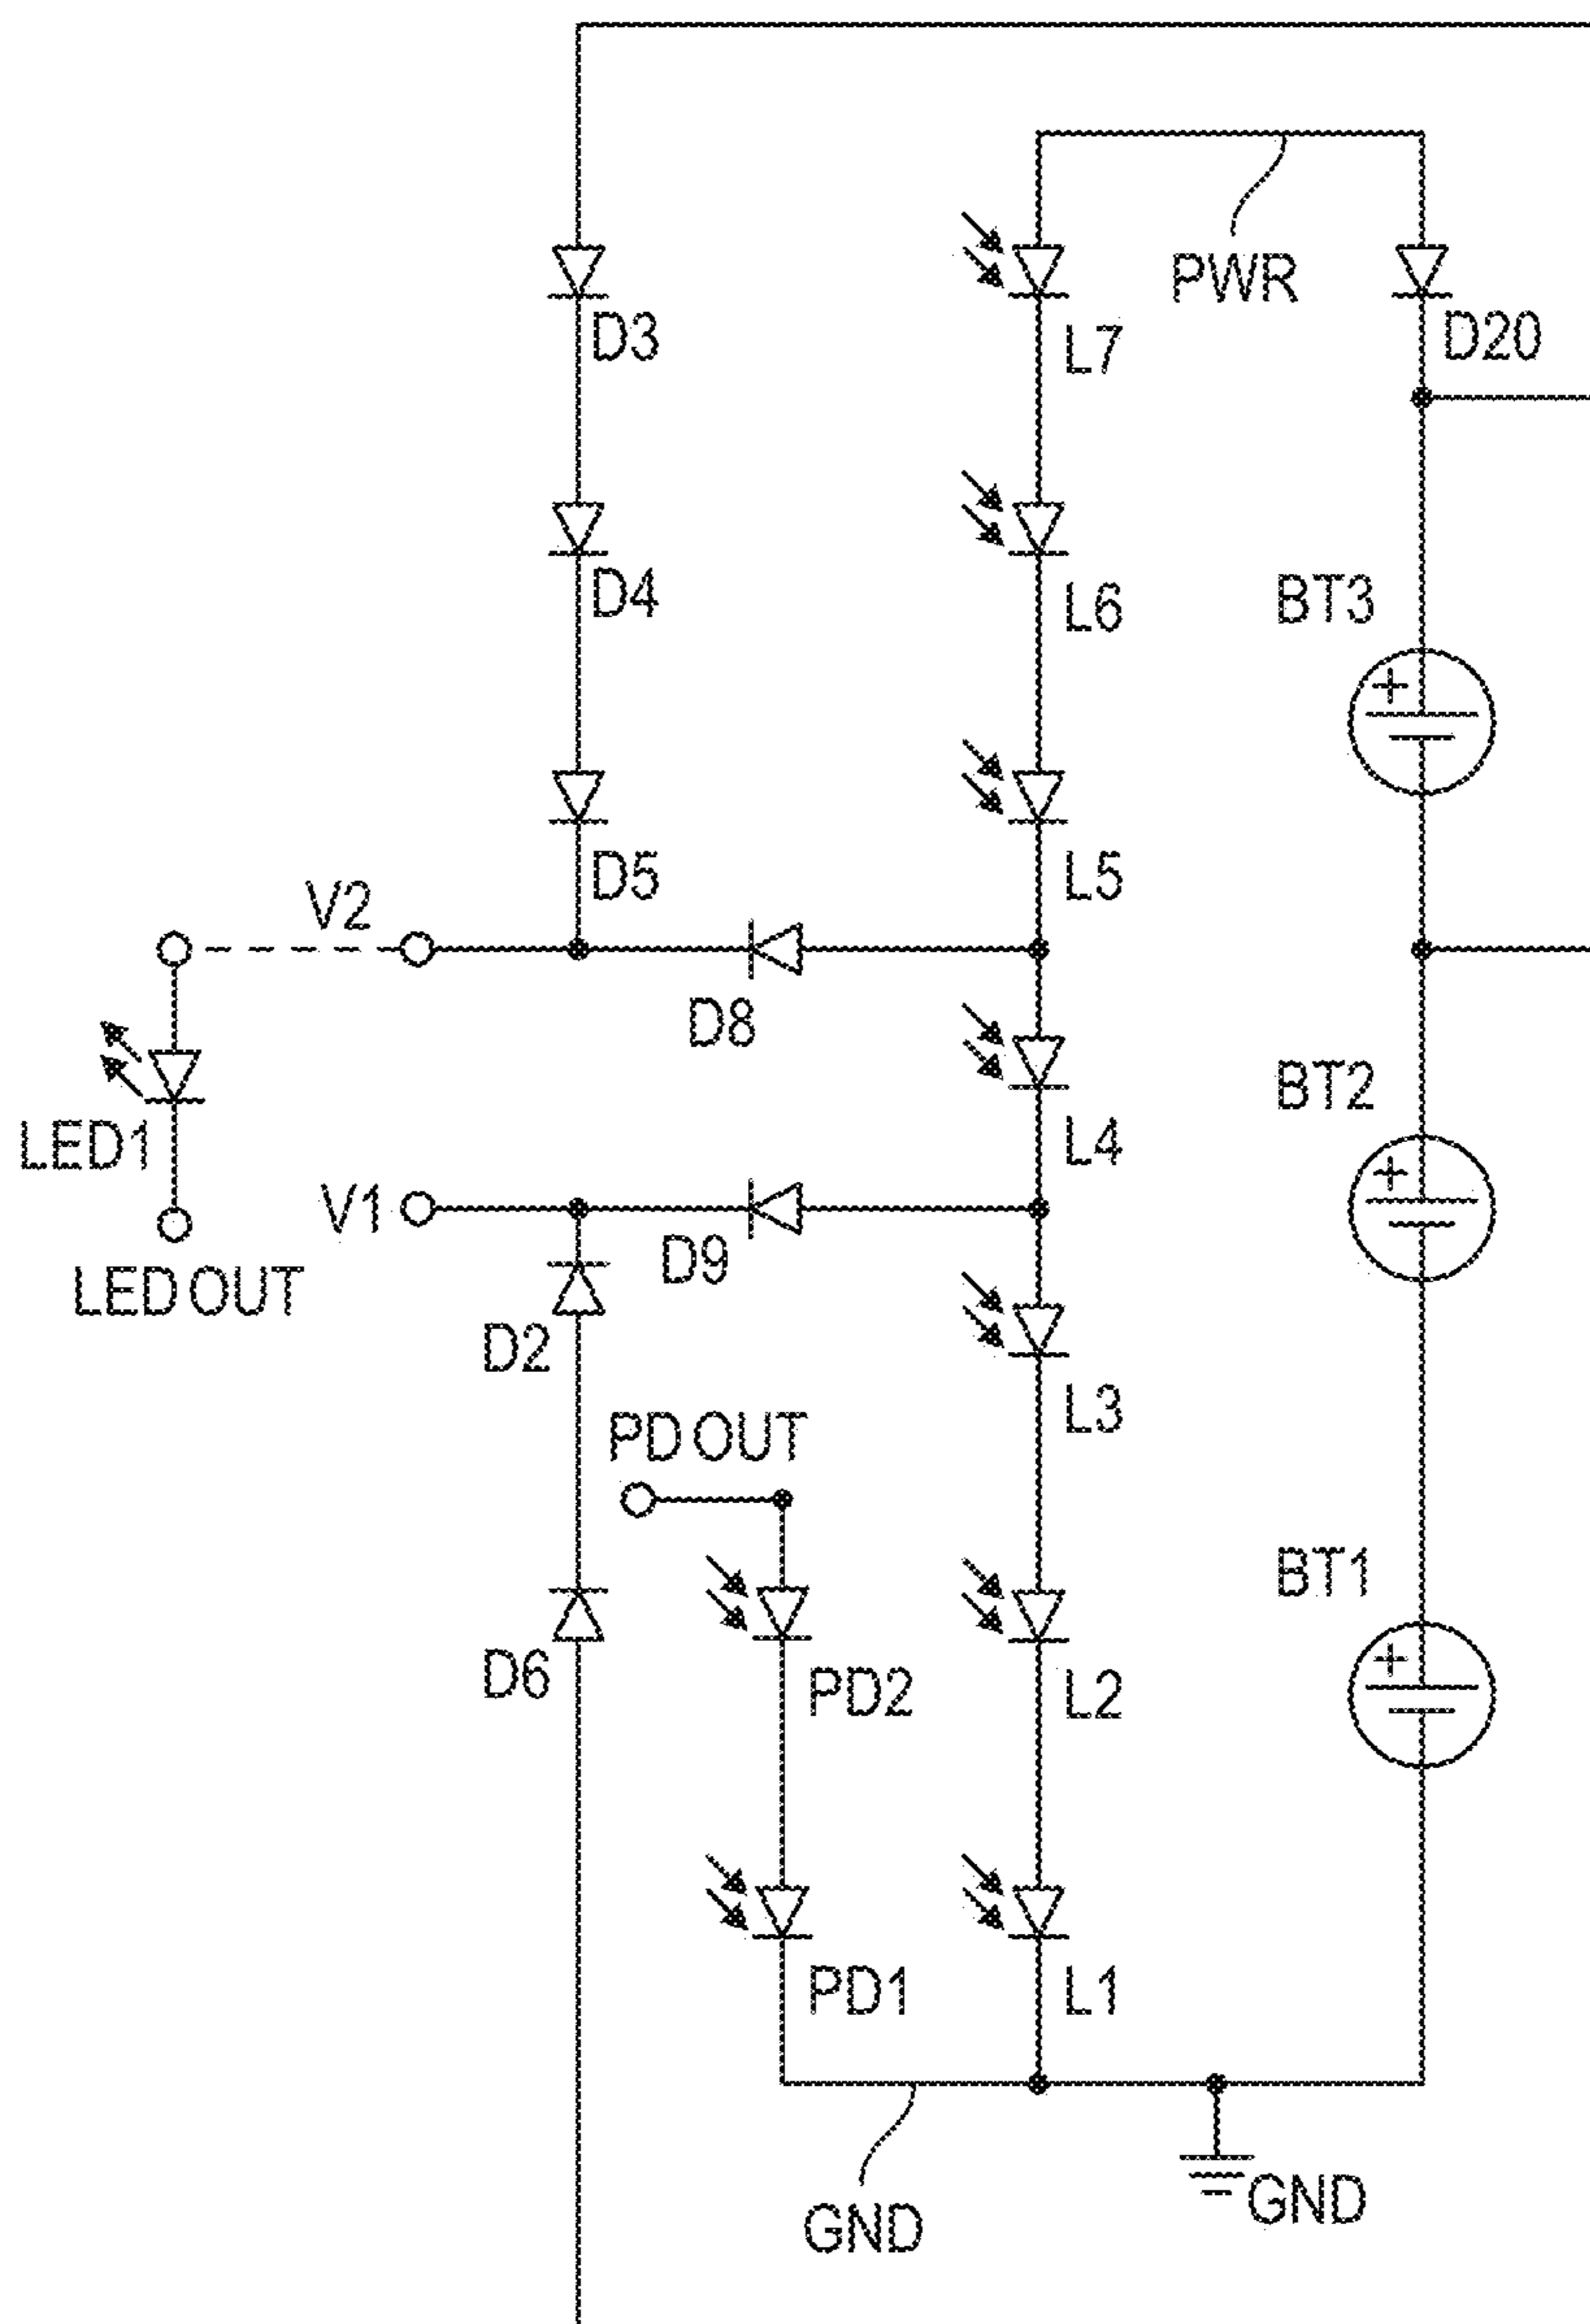 PWR
D3
L7
D20
D4
L6
BT3
D5
L5
V2
D8
BT2
LED1
L4
V1
D9
LED OUT
D2
L3
PD OUT
BT1
D6
PD2
L2
PD1
L1
GND
GND